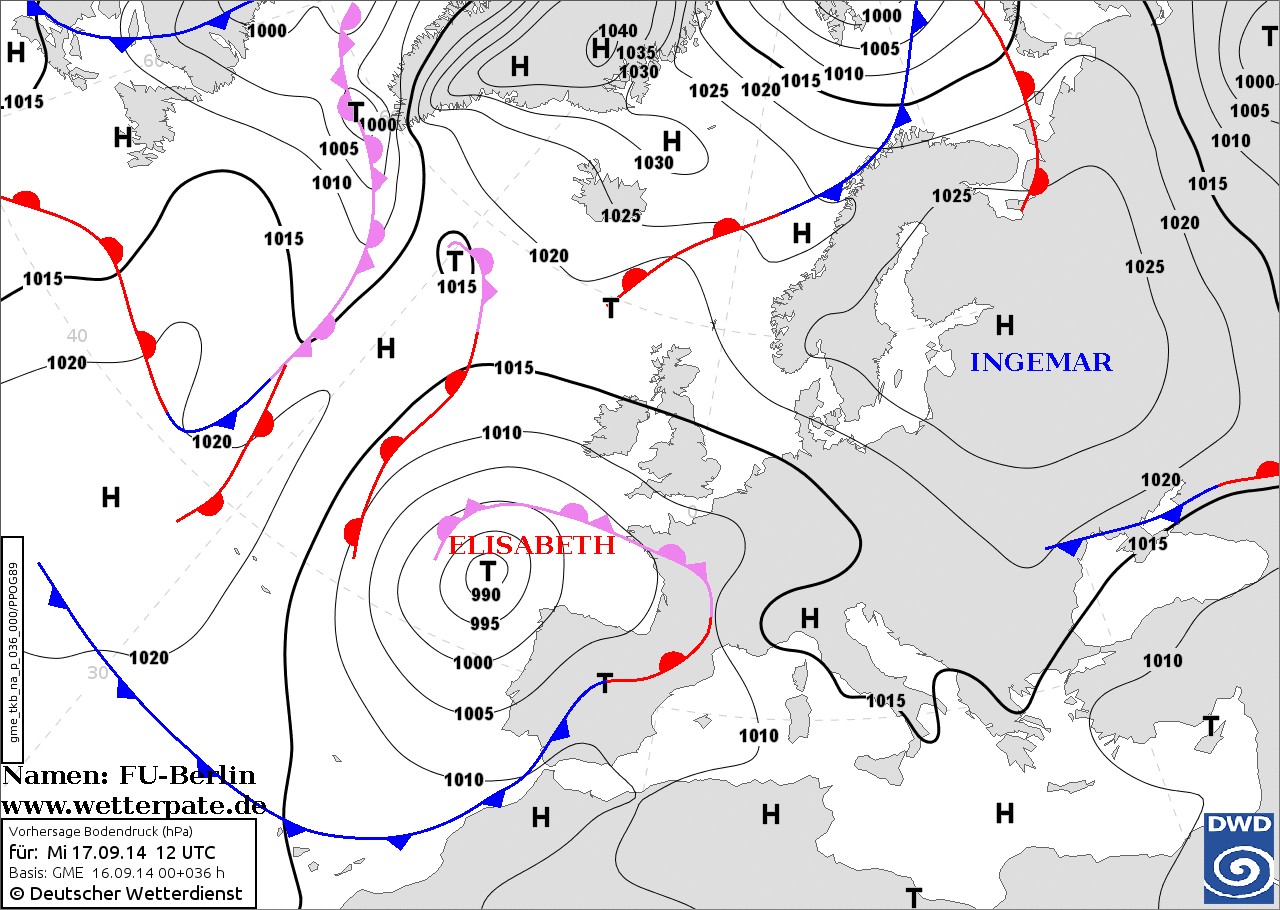 1000
1040
H
1035
1030
H
1000
1005
T
H
60
1015
H
1025
1020
1015
1010
1000
1005
1010
T
1000
1005
H
H
1010
1030
1025
1015
1025
1015
1020
1015
H
1020
1025
T
1015
1015
T
40
H
H
INGEMAR
1020
1015
1020
1010
H
1020
0
1015
ELISABETH
T
990
995
H
1000
1020
30
T
1005
1015
1010
1010
1010
T
H
H
H
T
gme_tkb_na_p_036_000/PPOG89
Namen: FU-Berlin
www.wetterpate.de
Vorhersage Bodendruck (hPa)
für: Mi 17.09.14 12 UTC
Basis: GME 16.09.14 00+036 h
© Deutscher Wetterdienst
DWD